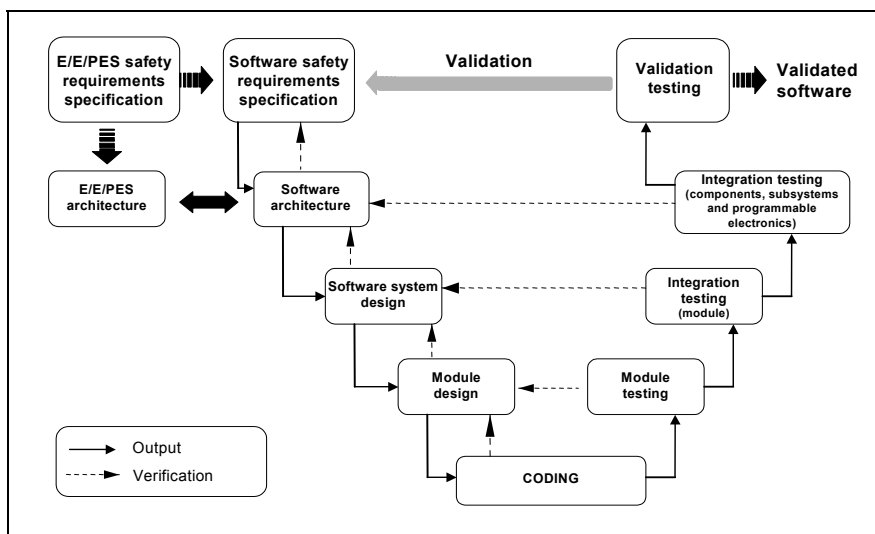 E/E/PES safety
requirements
specification
Software safety
requirements
specification
Validation
Validation
testing
Validated
software
E/E/PES
architecture
Software
architecture
Integration testing
(components, subsystems
and programmable
electronics)
Software system
design
Integration
testing
(module)
Module
design
Module
testing
Output
Verification
CODING